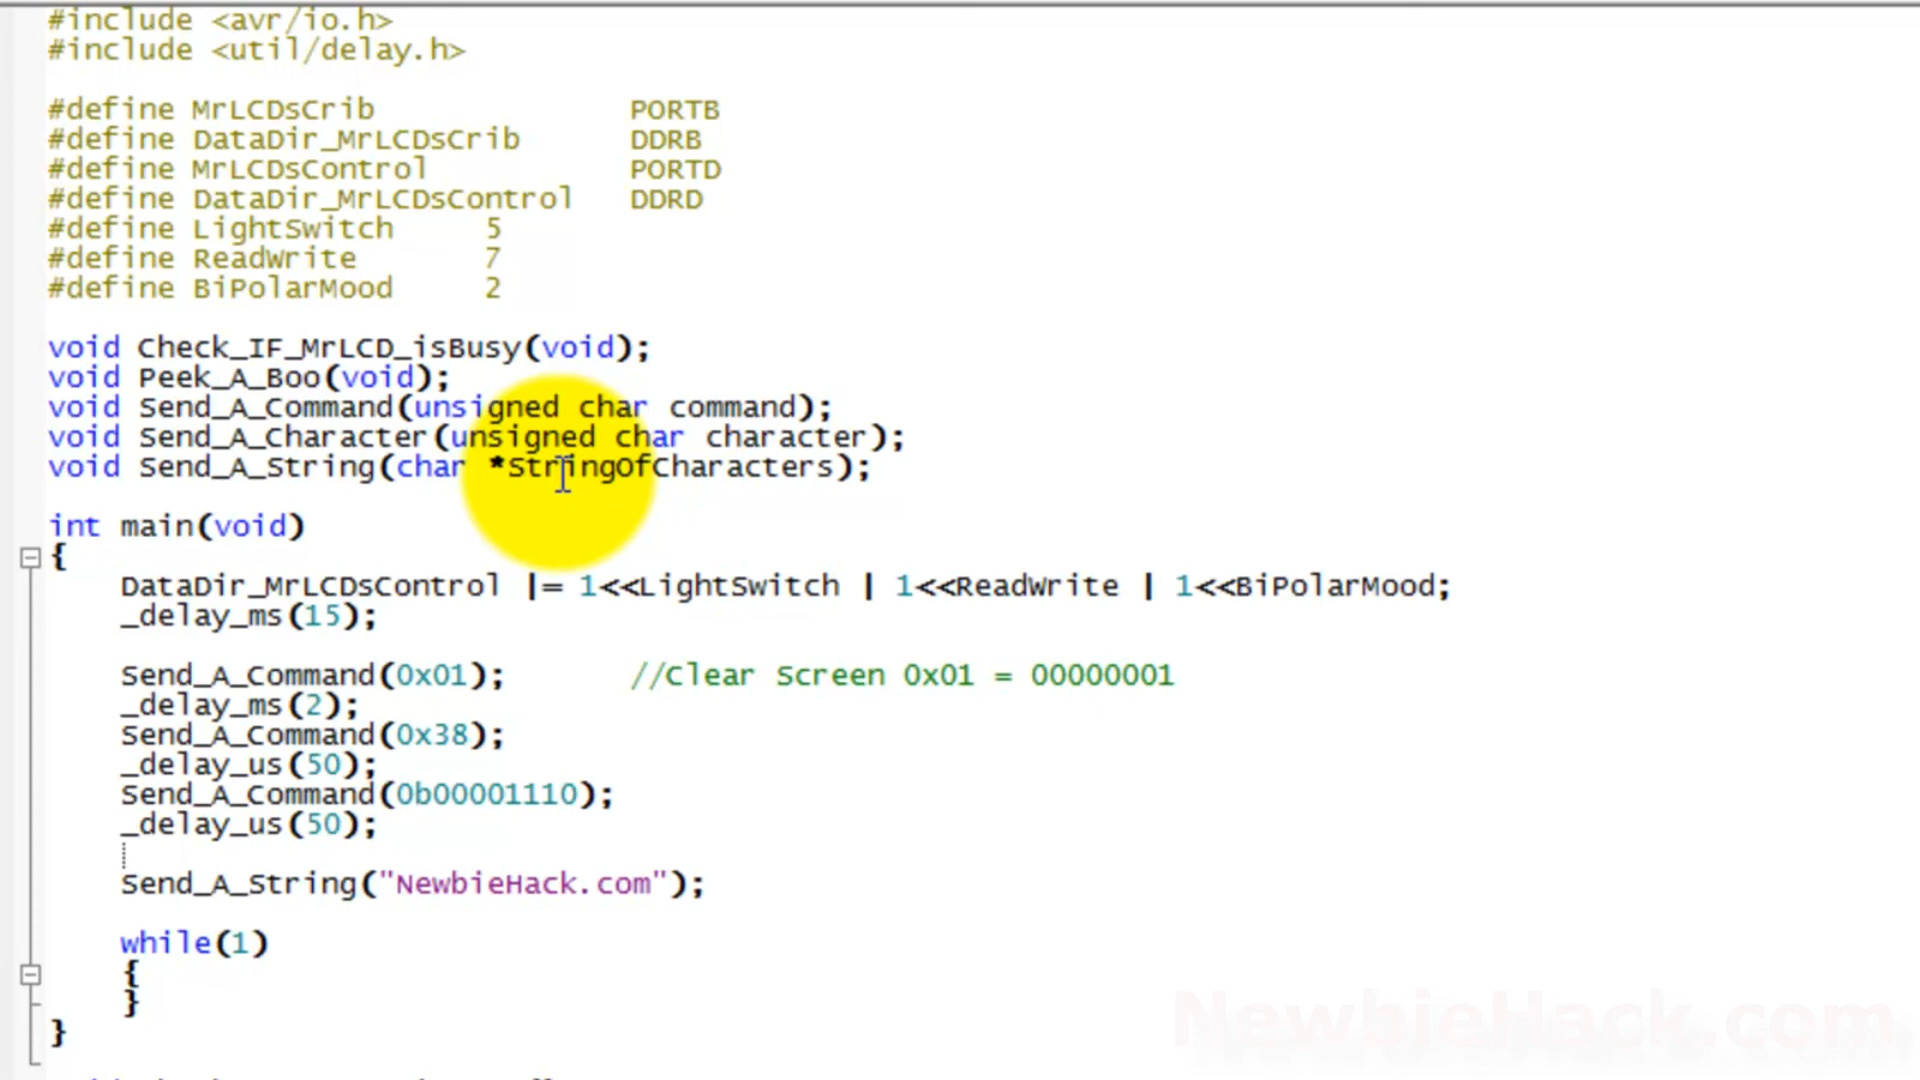 #include <avr/io.h>
#include <util/delay.h>
#define MrLCDsCrib PORTB
#define DataDir_MrLCDsCrib DDRB
#define MrLCDsControl PORTD
#define DataDir_MrLCDsControl DDRD
#define LightSwitch 5
#define ReadWrite 7
#define BiPolarMood 2
void Check_IF_MrLCD_isBusy(void);
void Peek_A_Boo(void);
void Send_A_Command(unsigned char command);
void Send_A_Character(unsigned char character);
void Send_A_String(char *StringOfCharacters);
int main(void)
{
DataDir_MrLCDsControl |= 1<<LightSwitch | 1<<ReadWrite | 1<<BiPolarMood;
_delay_ms(15);
Send_A_Command(0x01); //Clear Screen 0x01 = 00000001
_delay_ms(2);
Send_A_Command(0x38);
_delay_us(50);
Send_A_Command(0b00001110);
_delay_us(50);
Send_A_String("NewbieHack.com");
while(1)
{
}
}
NewbieHack.com